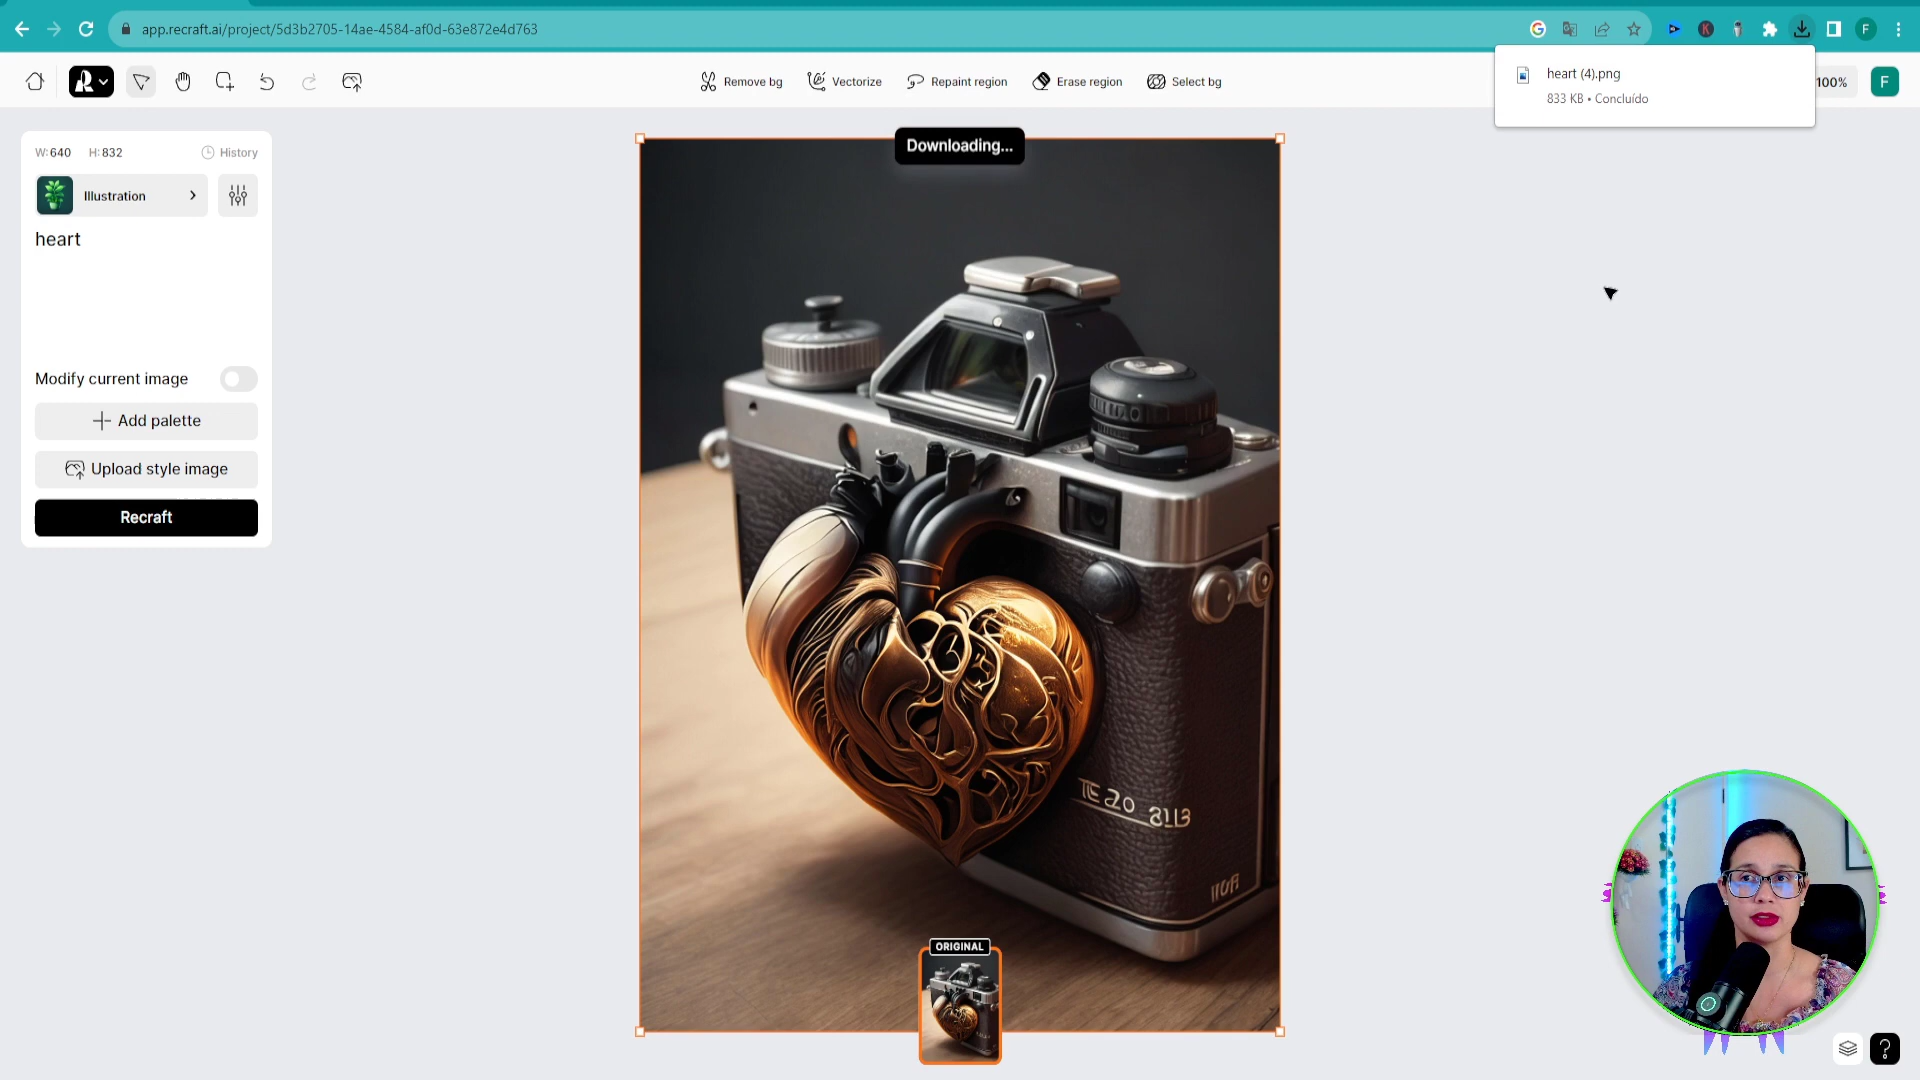 app.recraft.ai/project/5d3b2705-14ae-4584-af0d-63e872e4d763
K
F
Remove bg
Vectorize
Repaint region
Erase region
Select bg
heart (4).png
833 KB • Concluído
100%
F
W: 640 H: 832
History
Illustration
heart
Modify current image
Add palette
Upload style image
Recraft
Downloading...
ORIGINAL
?